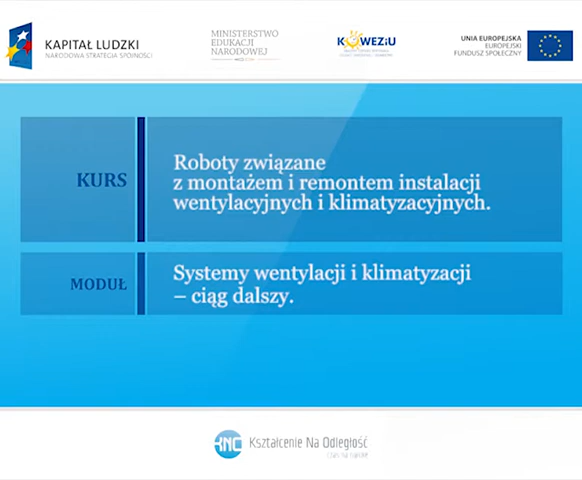 KAPITAŁ LUDZKI
NARODOWA STRATEGIA SPÓJNOŚCI
MINISTERSTWO
EDUKACJI
NARODOWEJ
KOWEZiU
UNIA EUROPEJSKA
EUROPEJSKI
FUNDUSZ SPOŁECZNY
KURS
Roboty związane
z montażem i remontem instalacji
wentylacyjnych i klimatyzacyjnych.
MODUŁ
Systemy wentylacji i klimatyzacji
– ciąg dalszy.
KNO
Kształcenie Na Odległość